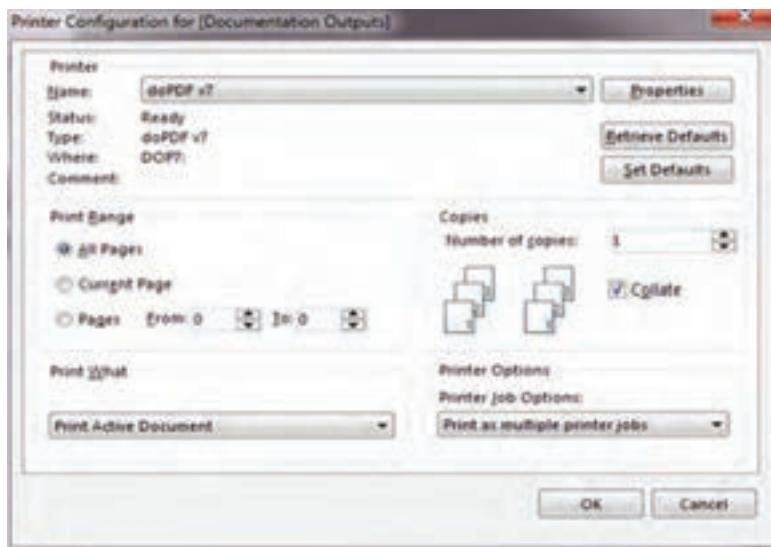 Printer Configuration for [Documentation Outputs]
Printer
Name: doPDF v7
Properties
Status: Ready
Type: doPDF v7
Where: DOP7:
Comment:
Retrieve Defaults
Set Defaults
Print Range
All Pages
Current Page
Pages From: 0 To: 0
Copies
Number of copies: 1
Collate
Print What
Print Active Document
Printer Options
Printer Job Options:
Print as multiple printer jobs
OK Cancel